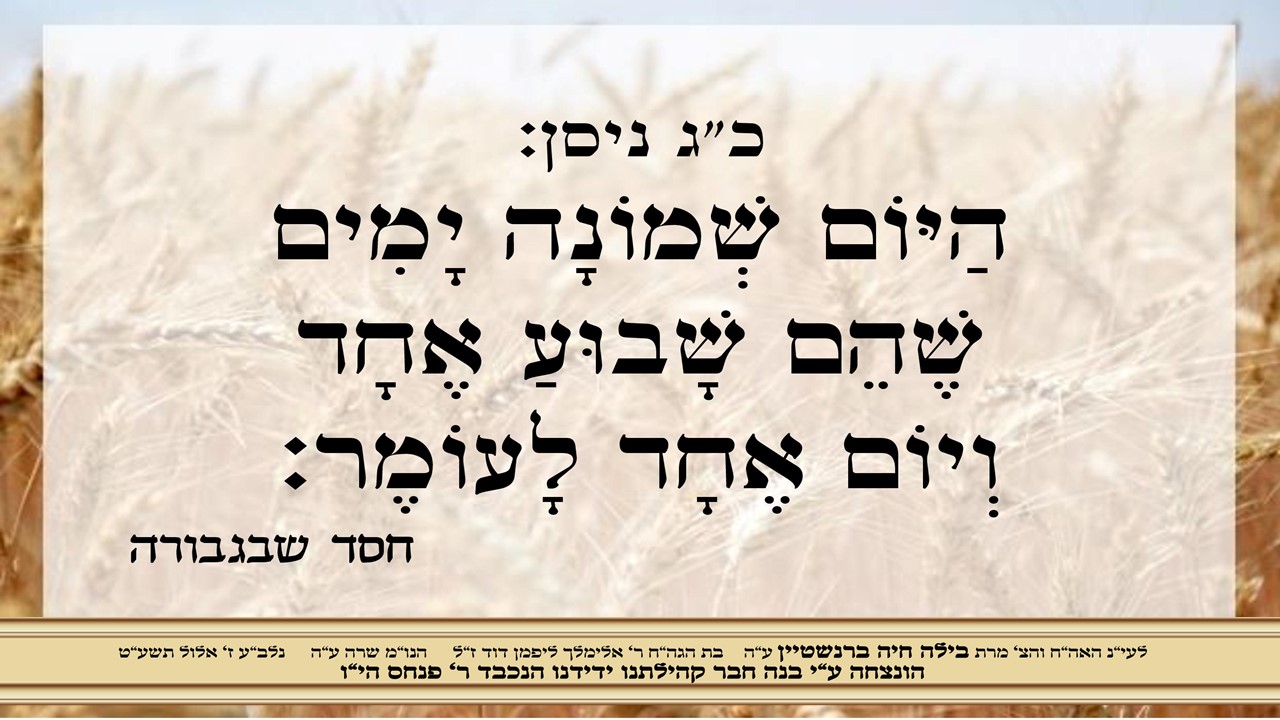 כ״ג ניסן:
הַיּוֹם שְׁמוֹנָה יָמִים
שֶׁהֵם שָׁבוּעַ אֶחָד
וְיוֹם אֶחָד לָעוֹמֶר:
חסד שבגבורה
לעי״נ האה״ח והצ׳ מרת בילה חיה ברנשטיין ע״ה בת הגה״ח ר׳ אלימלך ליפמן דוד ז״ל הנו״מ שרה ע״ה נלב״ע ז׳ אלול תשע״ט
הונצחה ע״י בנה חבר קהילתנו ידידנו הנכבד ר׳ פנחס הי״ו